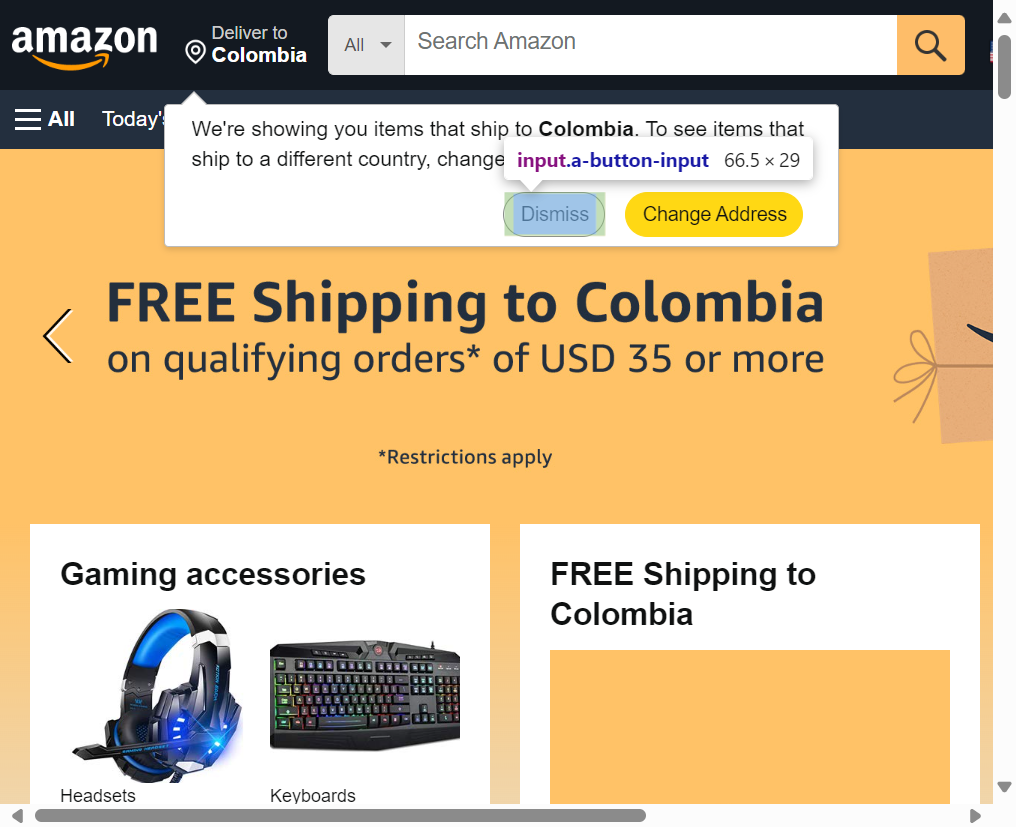 amazon
Deliver to
Colombia
All
Search Amazon
All
Today's
We're showing you items that ship to Colombia. To see items that
ship to a different country, change
input.a-button-input 66.5 × 29
Dismiss
Change Address
FREE Shipping to Colombia
on qualifying orders* of USD 35 or more
*Restrictions apply
Gaming accessories
Headsets
Keyboards
FREE Shipping to
Colombia